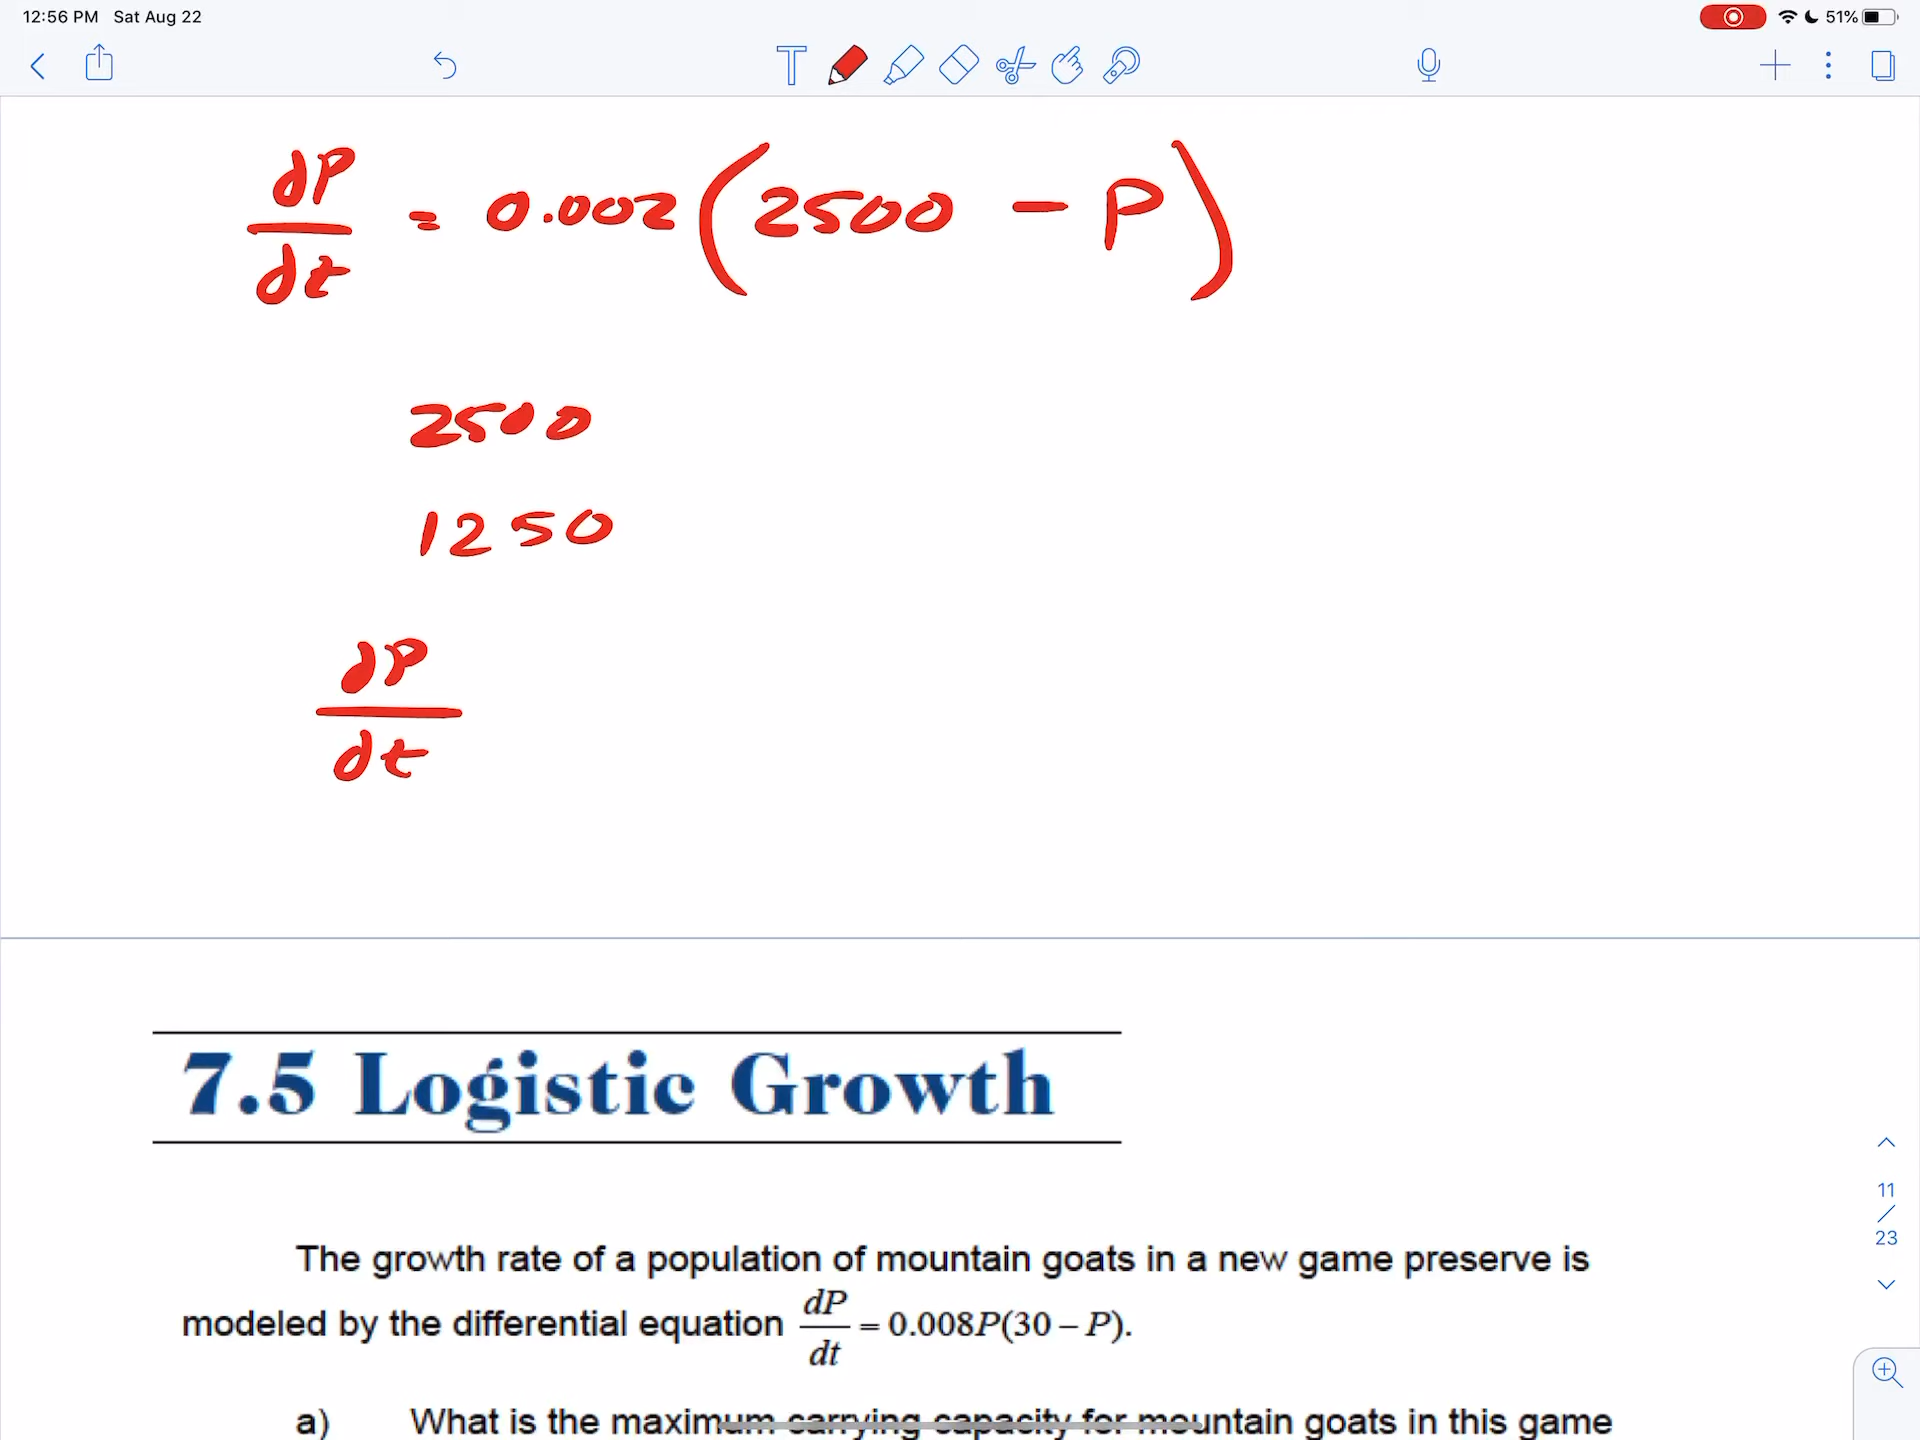 12:56 PM Sat Aug 22 51%
dP/dt = 0.002(2500 - P)
2500
1250
dP/dt
7.5 Logistic Growth
The growth rate of a population of mountain goats in a new game preserve is
modeled by the differential equation dP/dt = 0.008P(30 – P).
a) What is the maximum carrying capacity for mountain goats in this game
11
/
23